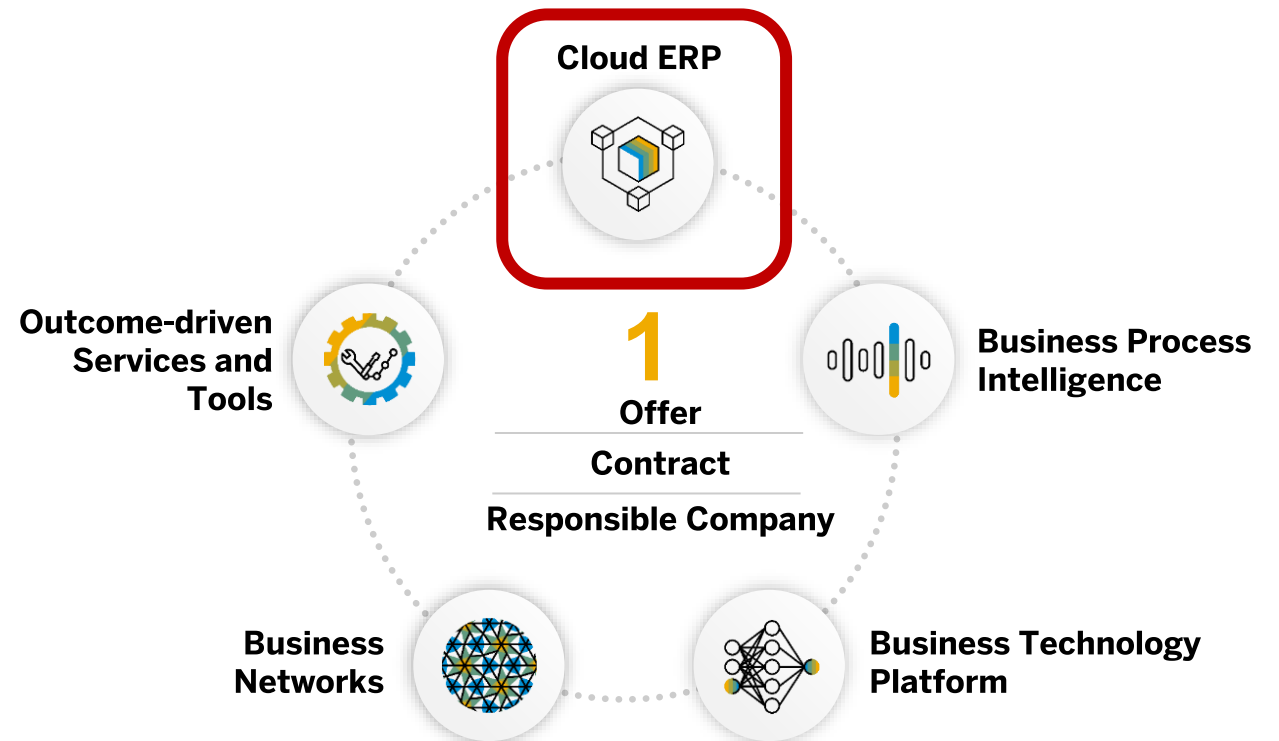 Cloud ERP
Outcome-driven
Services and
Tools
1
Offer
Contract
Responsible Company
Business Process
Intelligence
Business
Networks
Business Technology
Platform